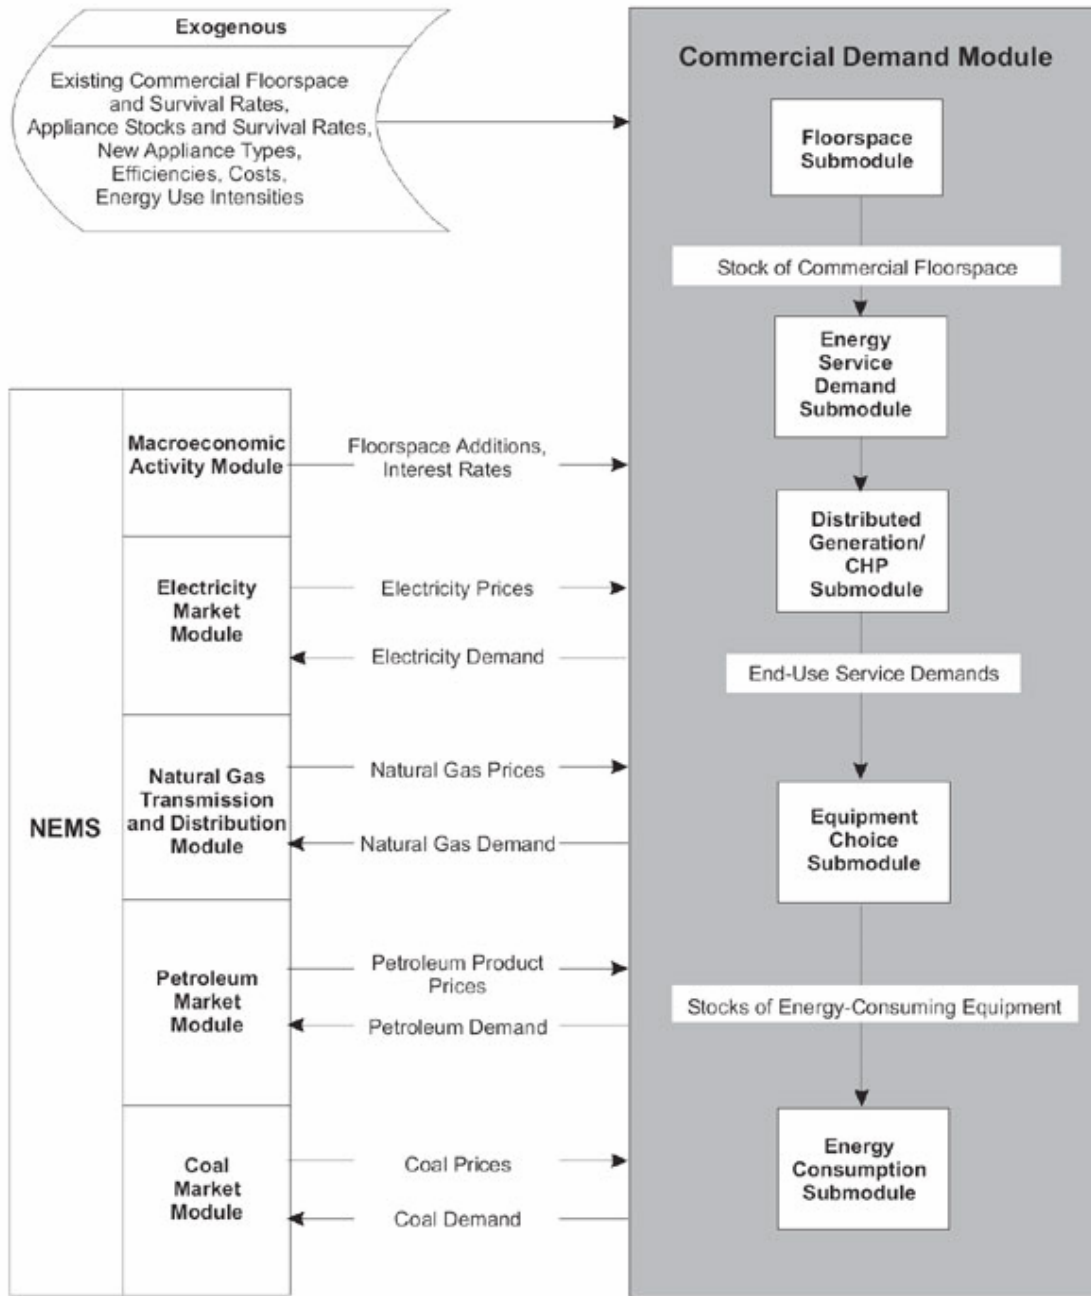 Exogenous
Existing Commercial Floorspace
and Survival Rates,
Appliance Stocks and Survival Rates,
New Appliance Types,
Efficiencies, Costs,
Energy Use Intensities
Commercial Demand Module
Floorspace
Submodule
Stock of Commercial Floorspace
Energy
Service
Demand
Submodule
Distributed
Generation/
CHP
Submodule
End-Use Service Demands
Equipment
Choice
Submodule
Stocks of Energy-Consuming Equipment
Energy
Consumption
Submodule
NEMS
Macroeconomic
Activity Module
Floorspace Additions,
Interest Rates
Electricity
Market
Module
Electricity Prices
Electricity Demand
Natural Gas
Transmission
and Distribution
Module
Natural Gas Prices
Natural Gas Demand
Petroleum
Market
Module
Petroleum Product
Prices
Petroleum Demand
Coal
Market
Module
Coal Prices
Coal Demand